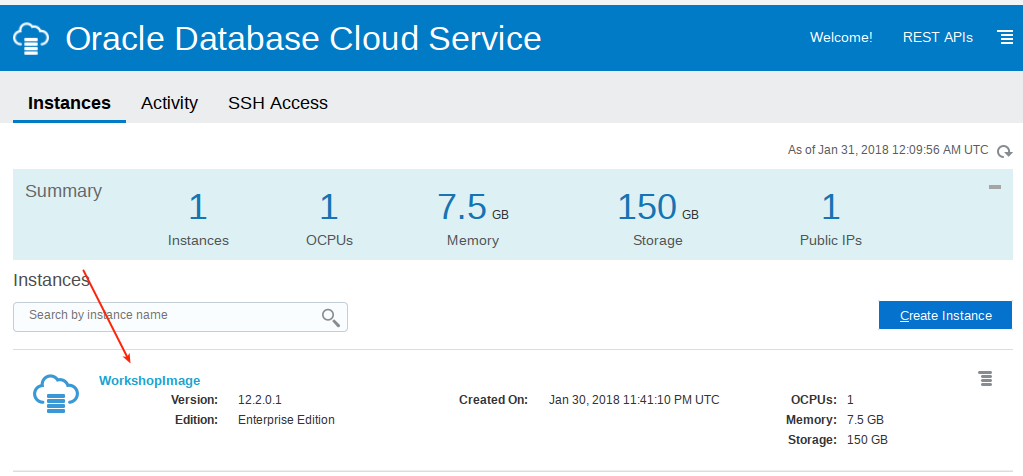 Oracle Database Cloud Service
Welcome! REST APIs
Instances Activity SSH Access
As of Jan 31, 2018 12:09:56 AM UTC
Summary
1 1 7.5 GB 150 GB 1
Instances OCPUs Memory Storage Public IPs
Instances
Search by instance name
Create Instance
WorkshopImage
Version: 12.2.0.1 Created On: Jan 30, 2018 11:41:10 PM UTC OCPUs: 1
Edition: Enterprise Edition Memory: 7.5 GB
Storage: 150 GB